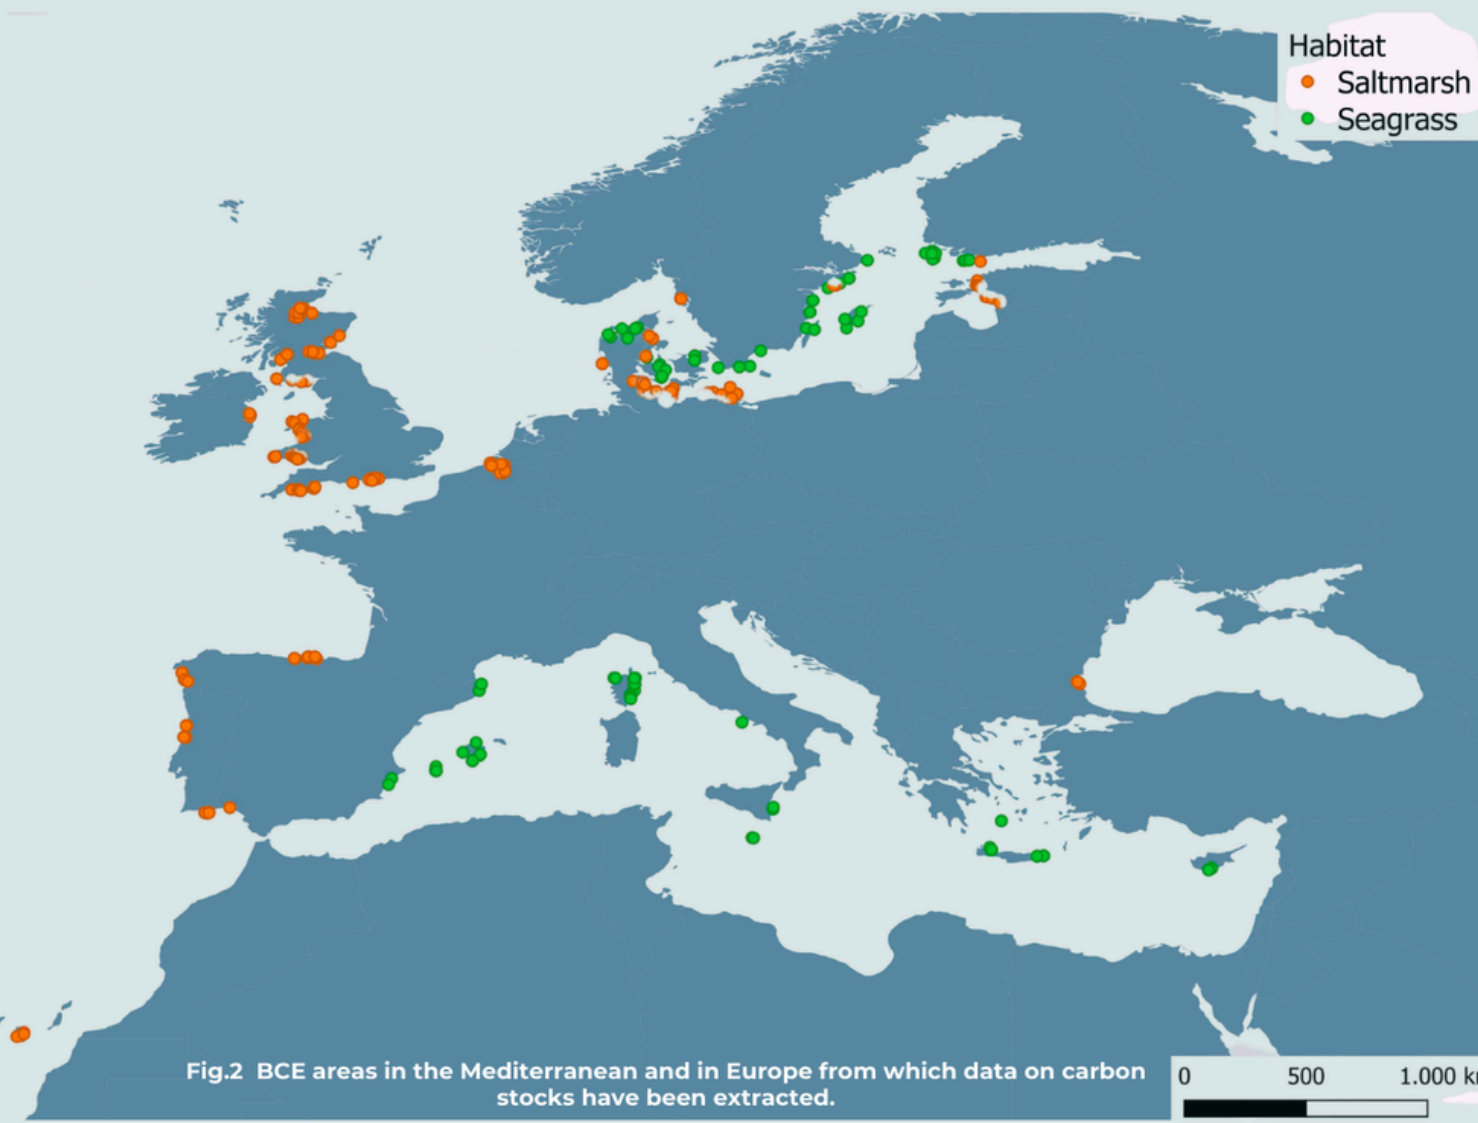 Habitat
Saltmarsh
Seagrass
Fig.2 BCE areas in the Mediterranean and in Europe from which data on carbon
stocks have been extracted.
0 500 1.000 k